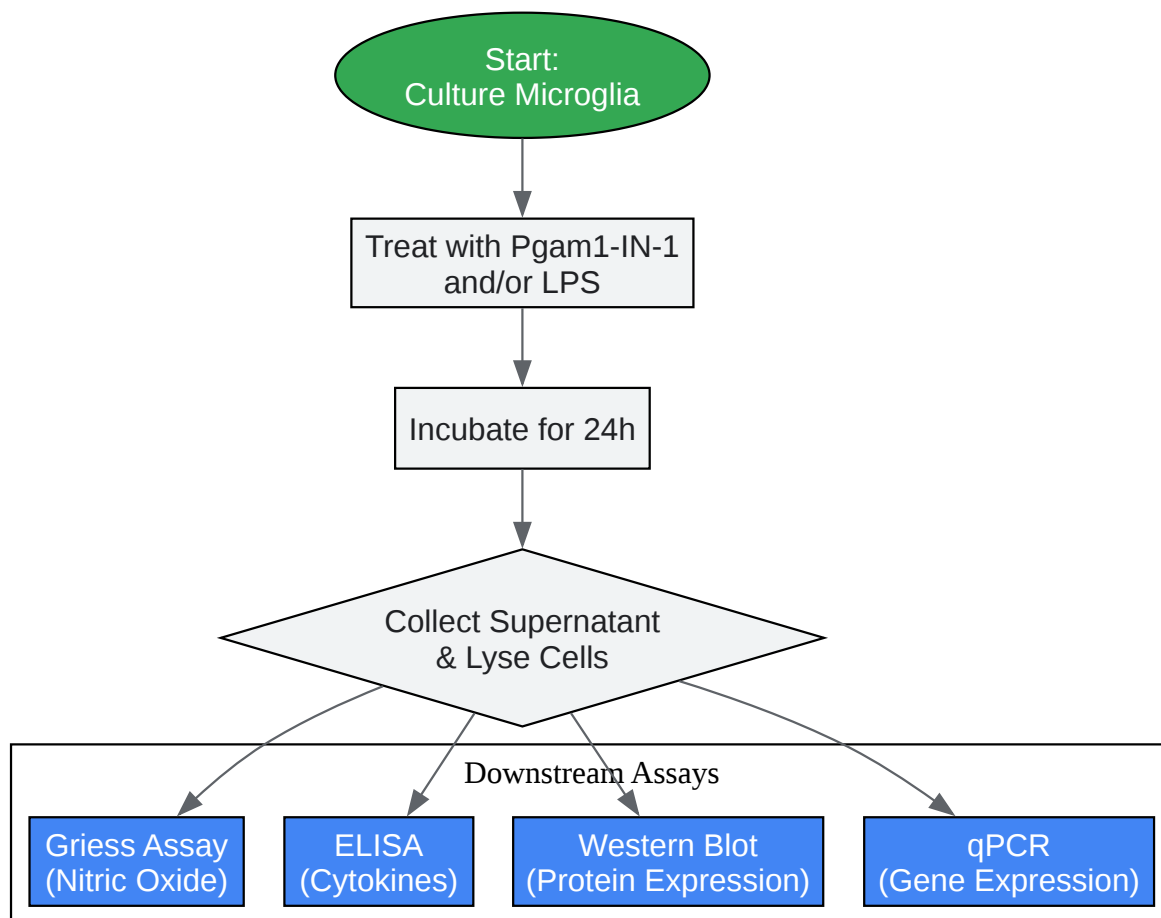 Start:
Culture Microglia
Treat with Pgam1-IN-1
and/or LPS
Incubate for 24h
Collect Supernatant
& Lyse Cells
Downstream Assays
Griess Assay
(Nitric Oxide)
ELISA
(Cytokines)
Western Blot
(Protein Expression)
qPCR
(Gene Expression)